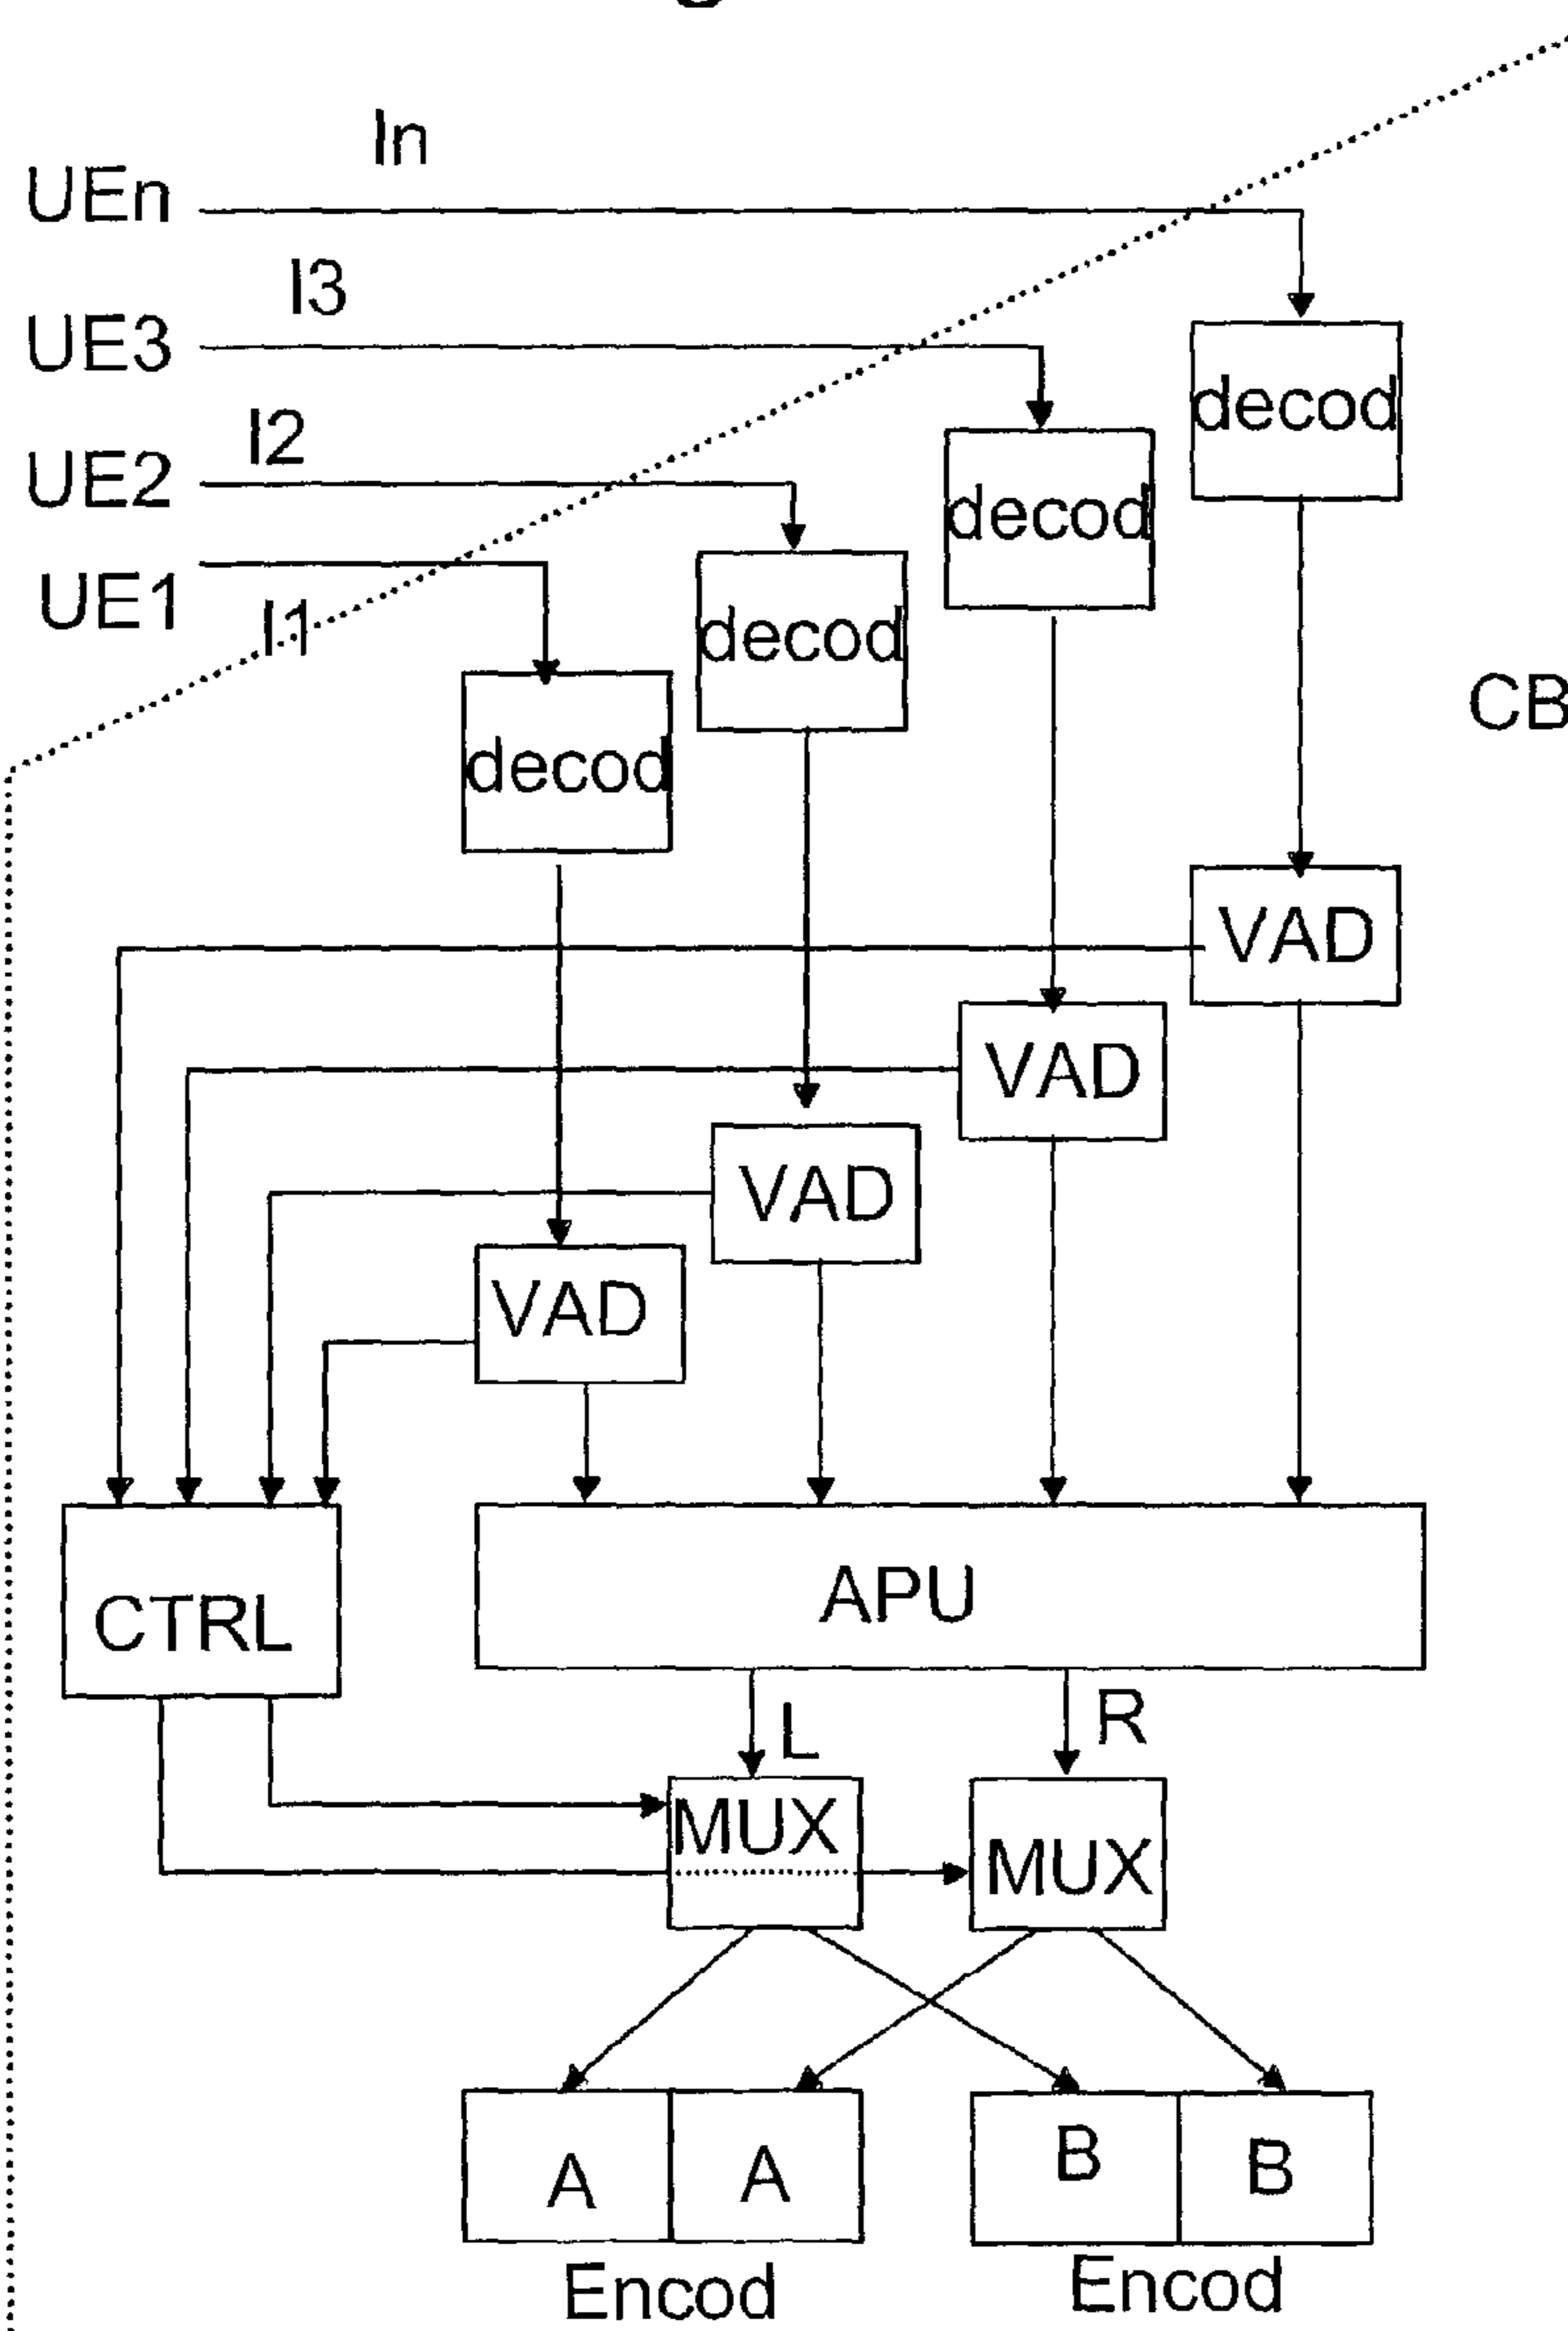 In
UEn
I3
UE3
decod
I2
UE2
decod
UE1
I1
decod
CB
decod
VAD
VAD
VAD
VAD
APU
CTRL
L
R
MUX
MUX
A
A
B
B
Encod
Encod